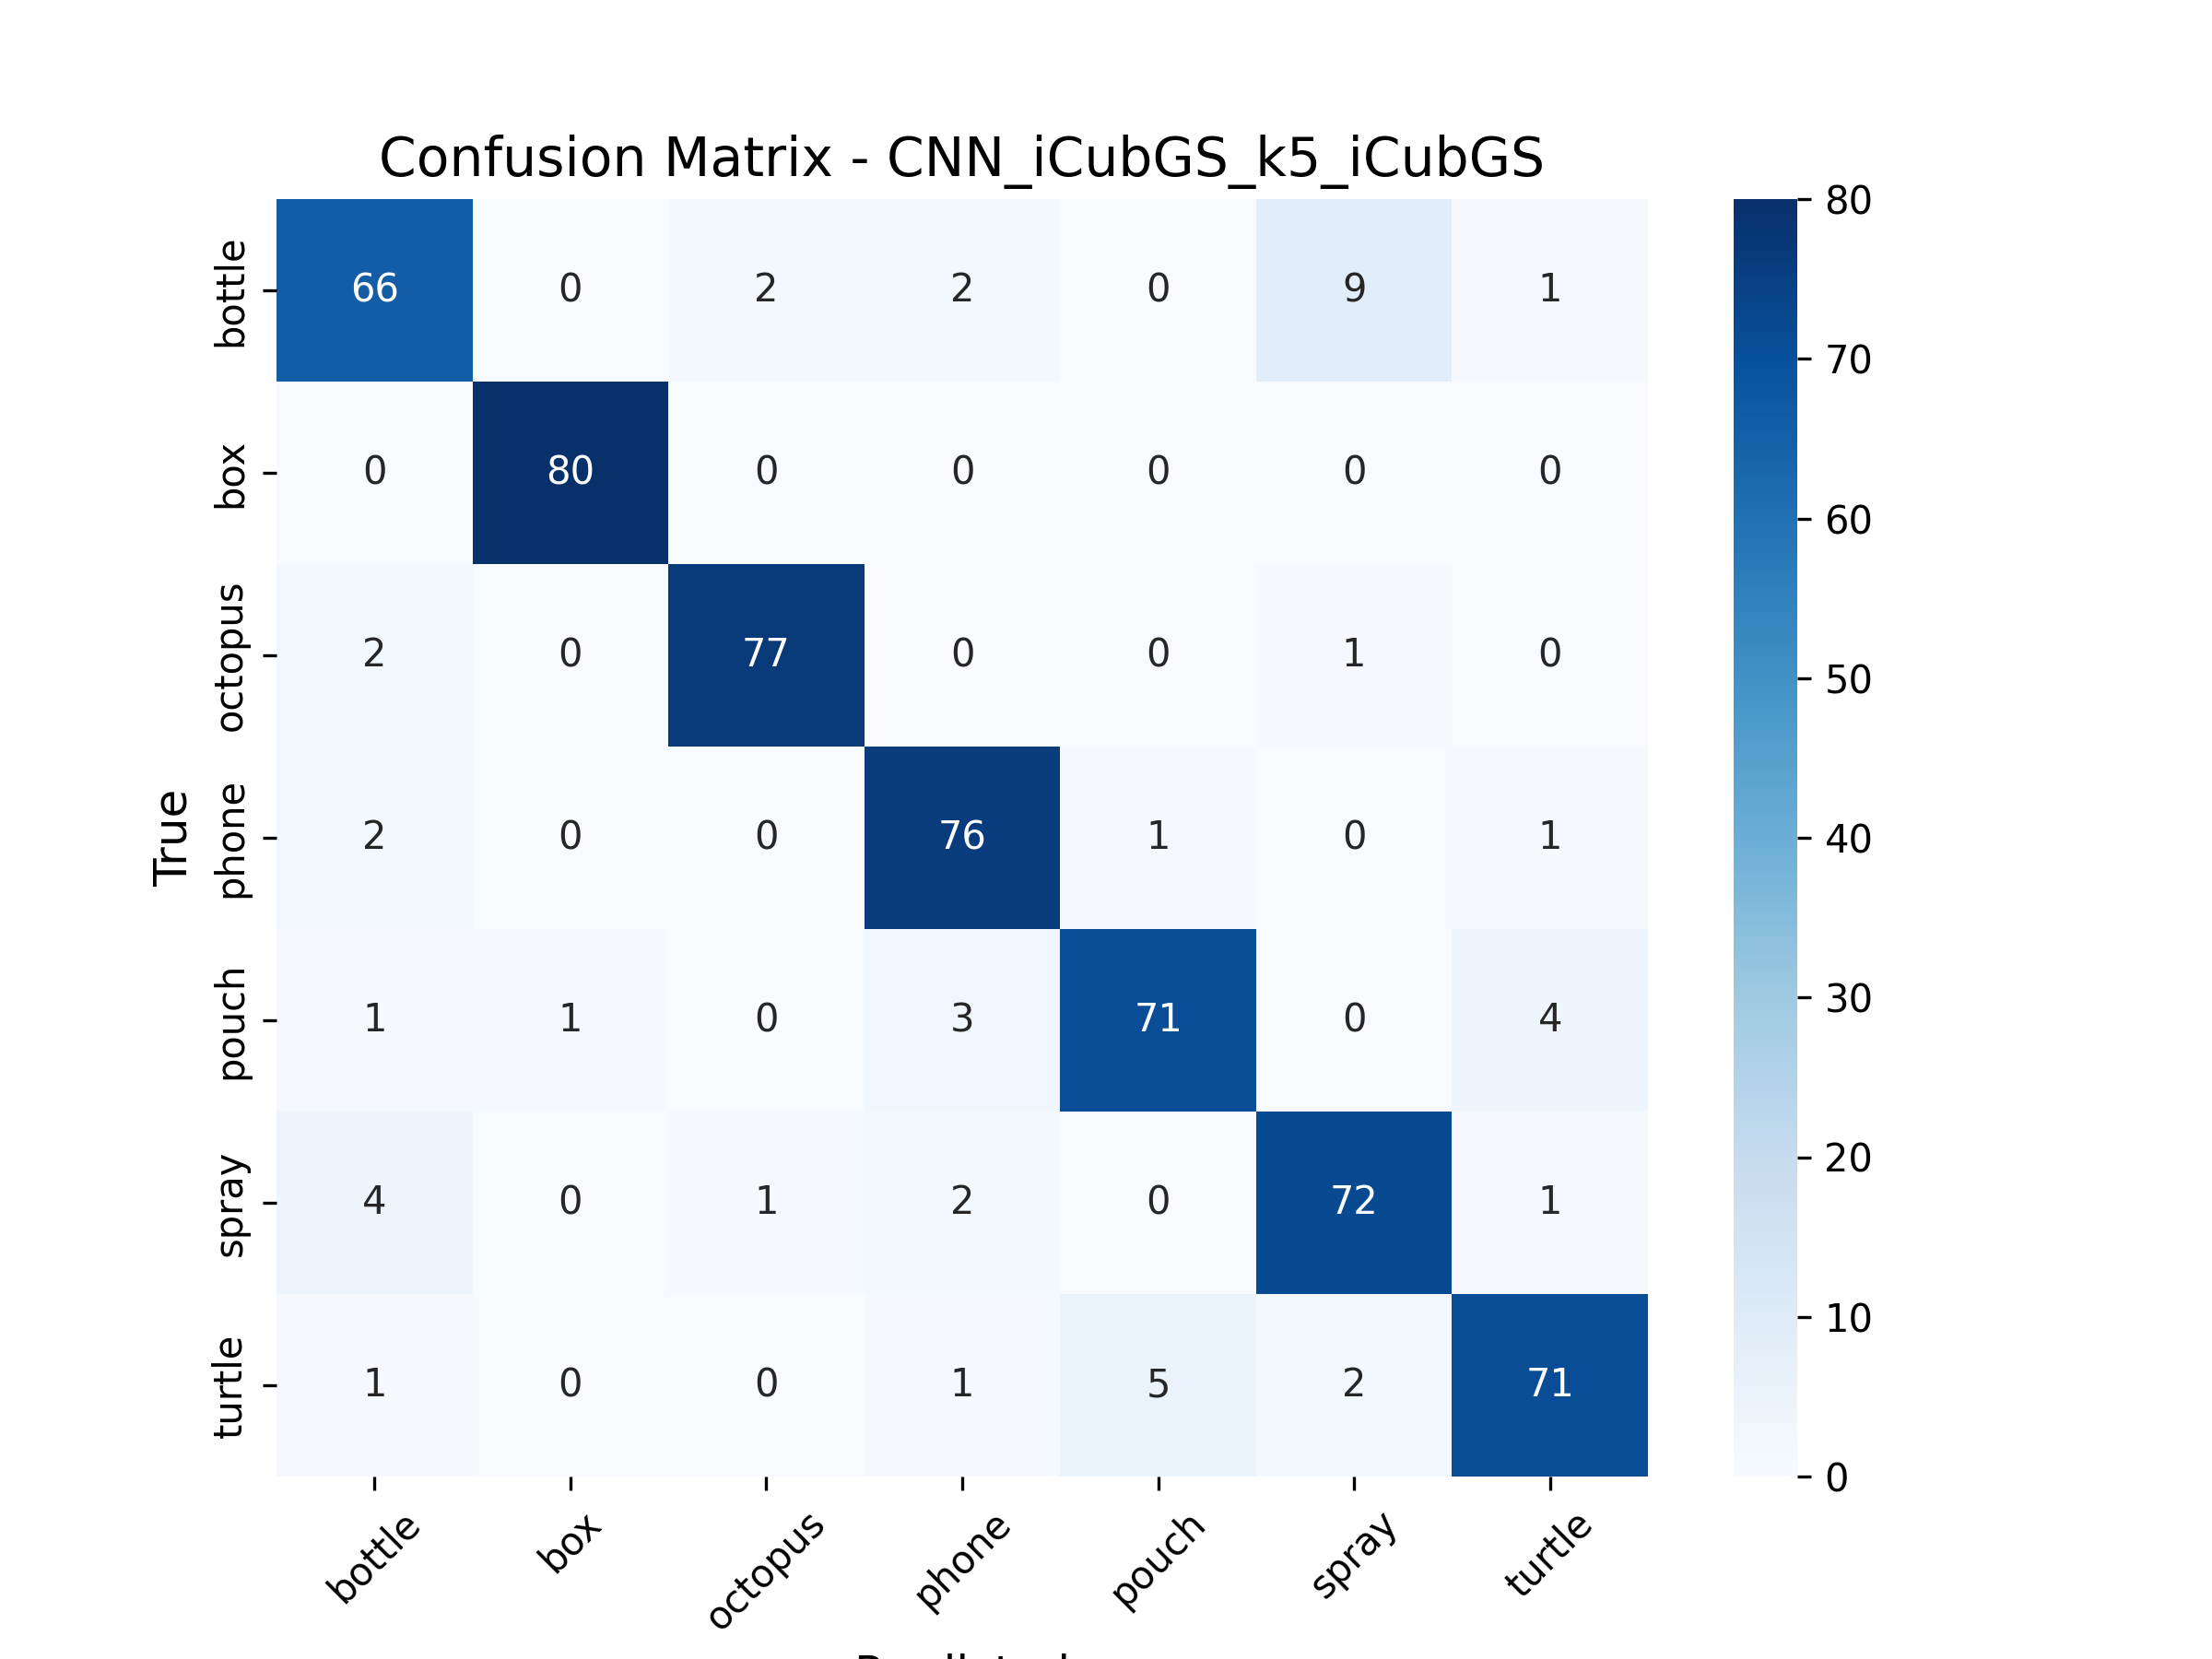 Confusion Matrix - CNN_iCubGS_k5_iCubGS
True
bottle 66 0 2 2 0 9 1
box 0 80 0 0 0 0 0
octopus 2 0 77 0 0 1 0
phone 2 0 0 76 1 0 1
pouch 1 1 0 3 71 0 4
spray 4 0 1 2 0 72 1
turtle 1 0 0 1 5 2 71
bottle box octopus phone pouch spray turtle
80
70
60
50
40
30
20
10
0